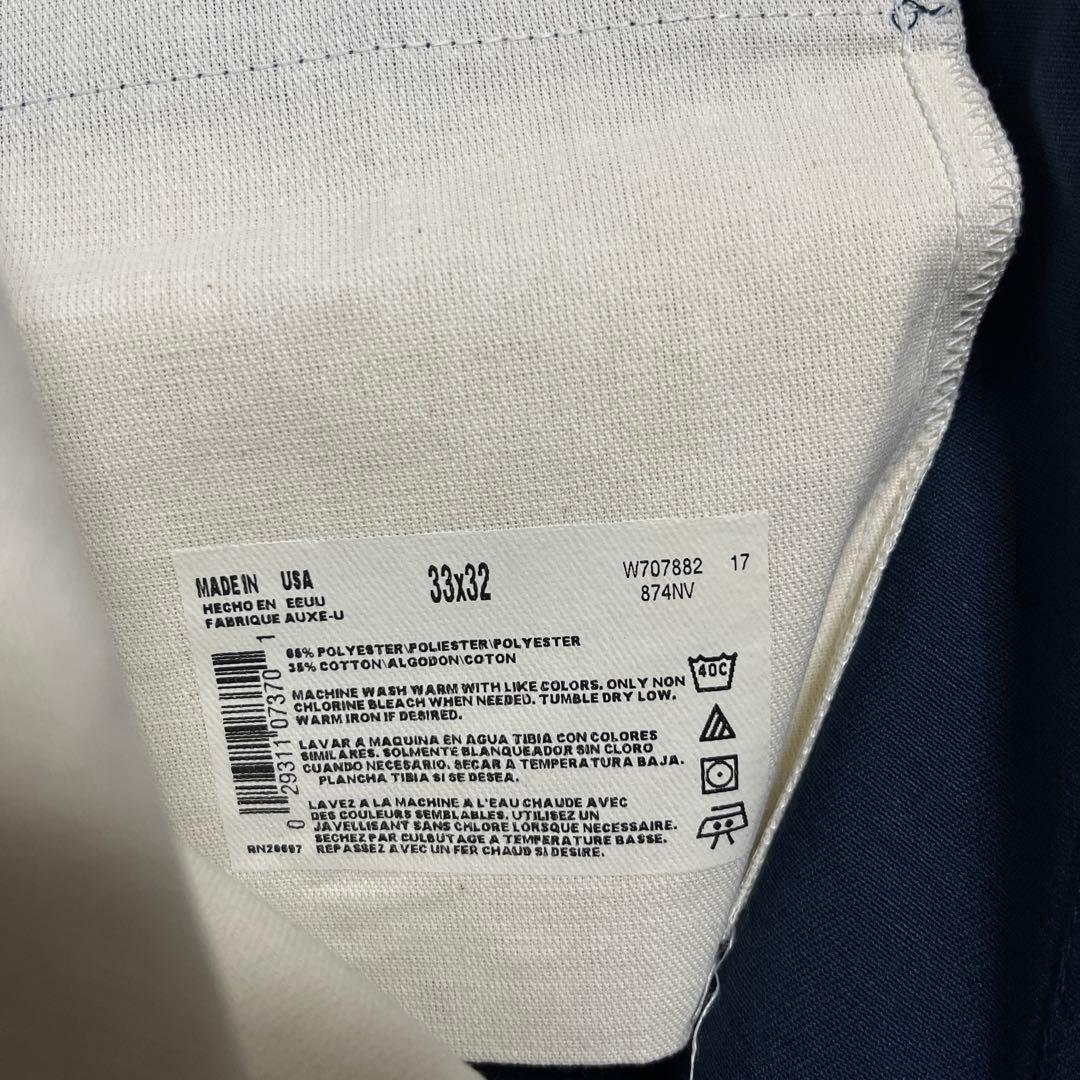 MADE IN USA
HECHO EN EEUU
FABRIQUE AUXE-U
33x32
W707882 17
874NV
65% POLYESTER\POLIESTER\POLYESTER
35% COTTON\ALGODON\COTON
MACHINE WASH WARM WITH LIKE COLORS. ONLY NON
CHLORINE BLEACH WHEN NEEDED. TUMBLE DRY LOW.
WARM IRON IF DESIRED.
LAVAR A MAQUINA EN AGUA TIBIA CON COLORES
SIMILARES. SOLMENTE BLANQUEADOR SIN CLORO
CUANDO NECESARIO. SECAR A TEMPERATURA BAJA.
PLANCHA TIBIA SI SE DESEA.
LAVEZ A LA MACHINE A L'EAU CHAUDE AVEC
DES COULEURS SEMBLABLES. UTILISEZ UN
JAVELLISANT SANS CHLORE LORSQUE NECESSAIRE.
SECHEZ PAR CULBUTAGE A TEMPERATURE BASSE.
REPASSEZ AVEC UN FER CHAUD SI DESIRE.
40C
0 29311 07370 1
RN20697